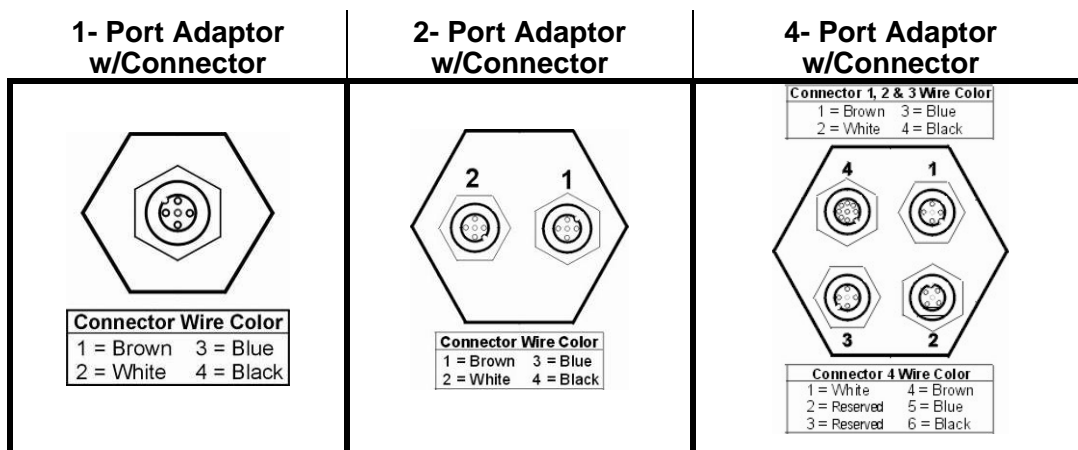 1- Port Adaptor
w/Connector
2- Port Adaptor
w/Connector
4- Port Adaptor
w/Connector
Connector Wire Color
1 = Brown 3 = Blue
2 = White 4 = Black
2 1
Connector Wire Color
1 = Brown 3 = Blue
2 = White 4 = Black
Connector 1, 2 & 3 Wire Color
1 = Brown 3 = Blue
2 = White 4 = Black
4 1
3 2
Connector 4 Wire Color
1 = White 4 = Brown
2 = Reserved 5 = Blue
3 = Reserved 6 = Black